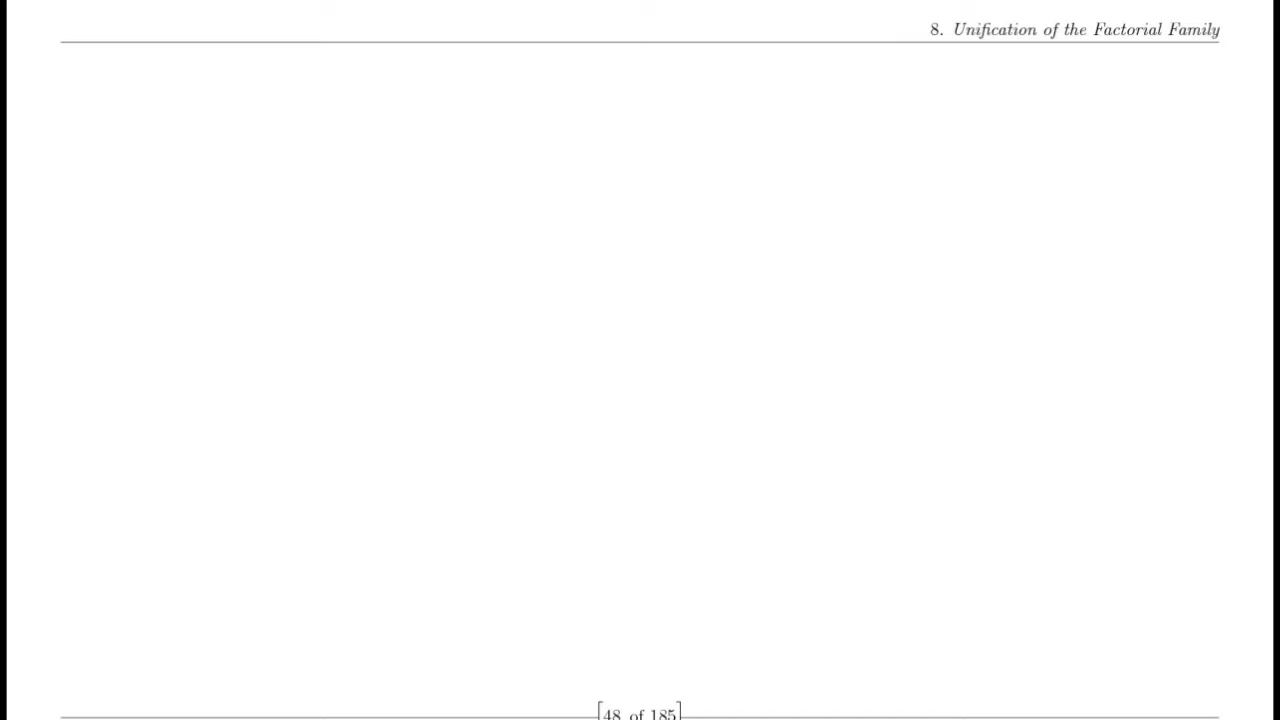 8. Unification of the Factorial Family
[48 of 185]